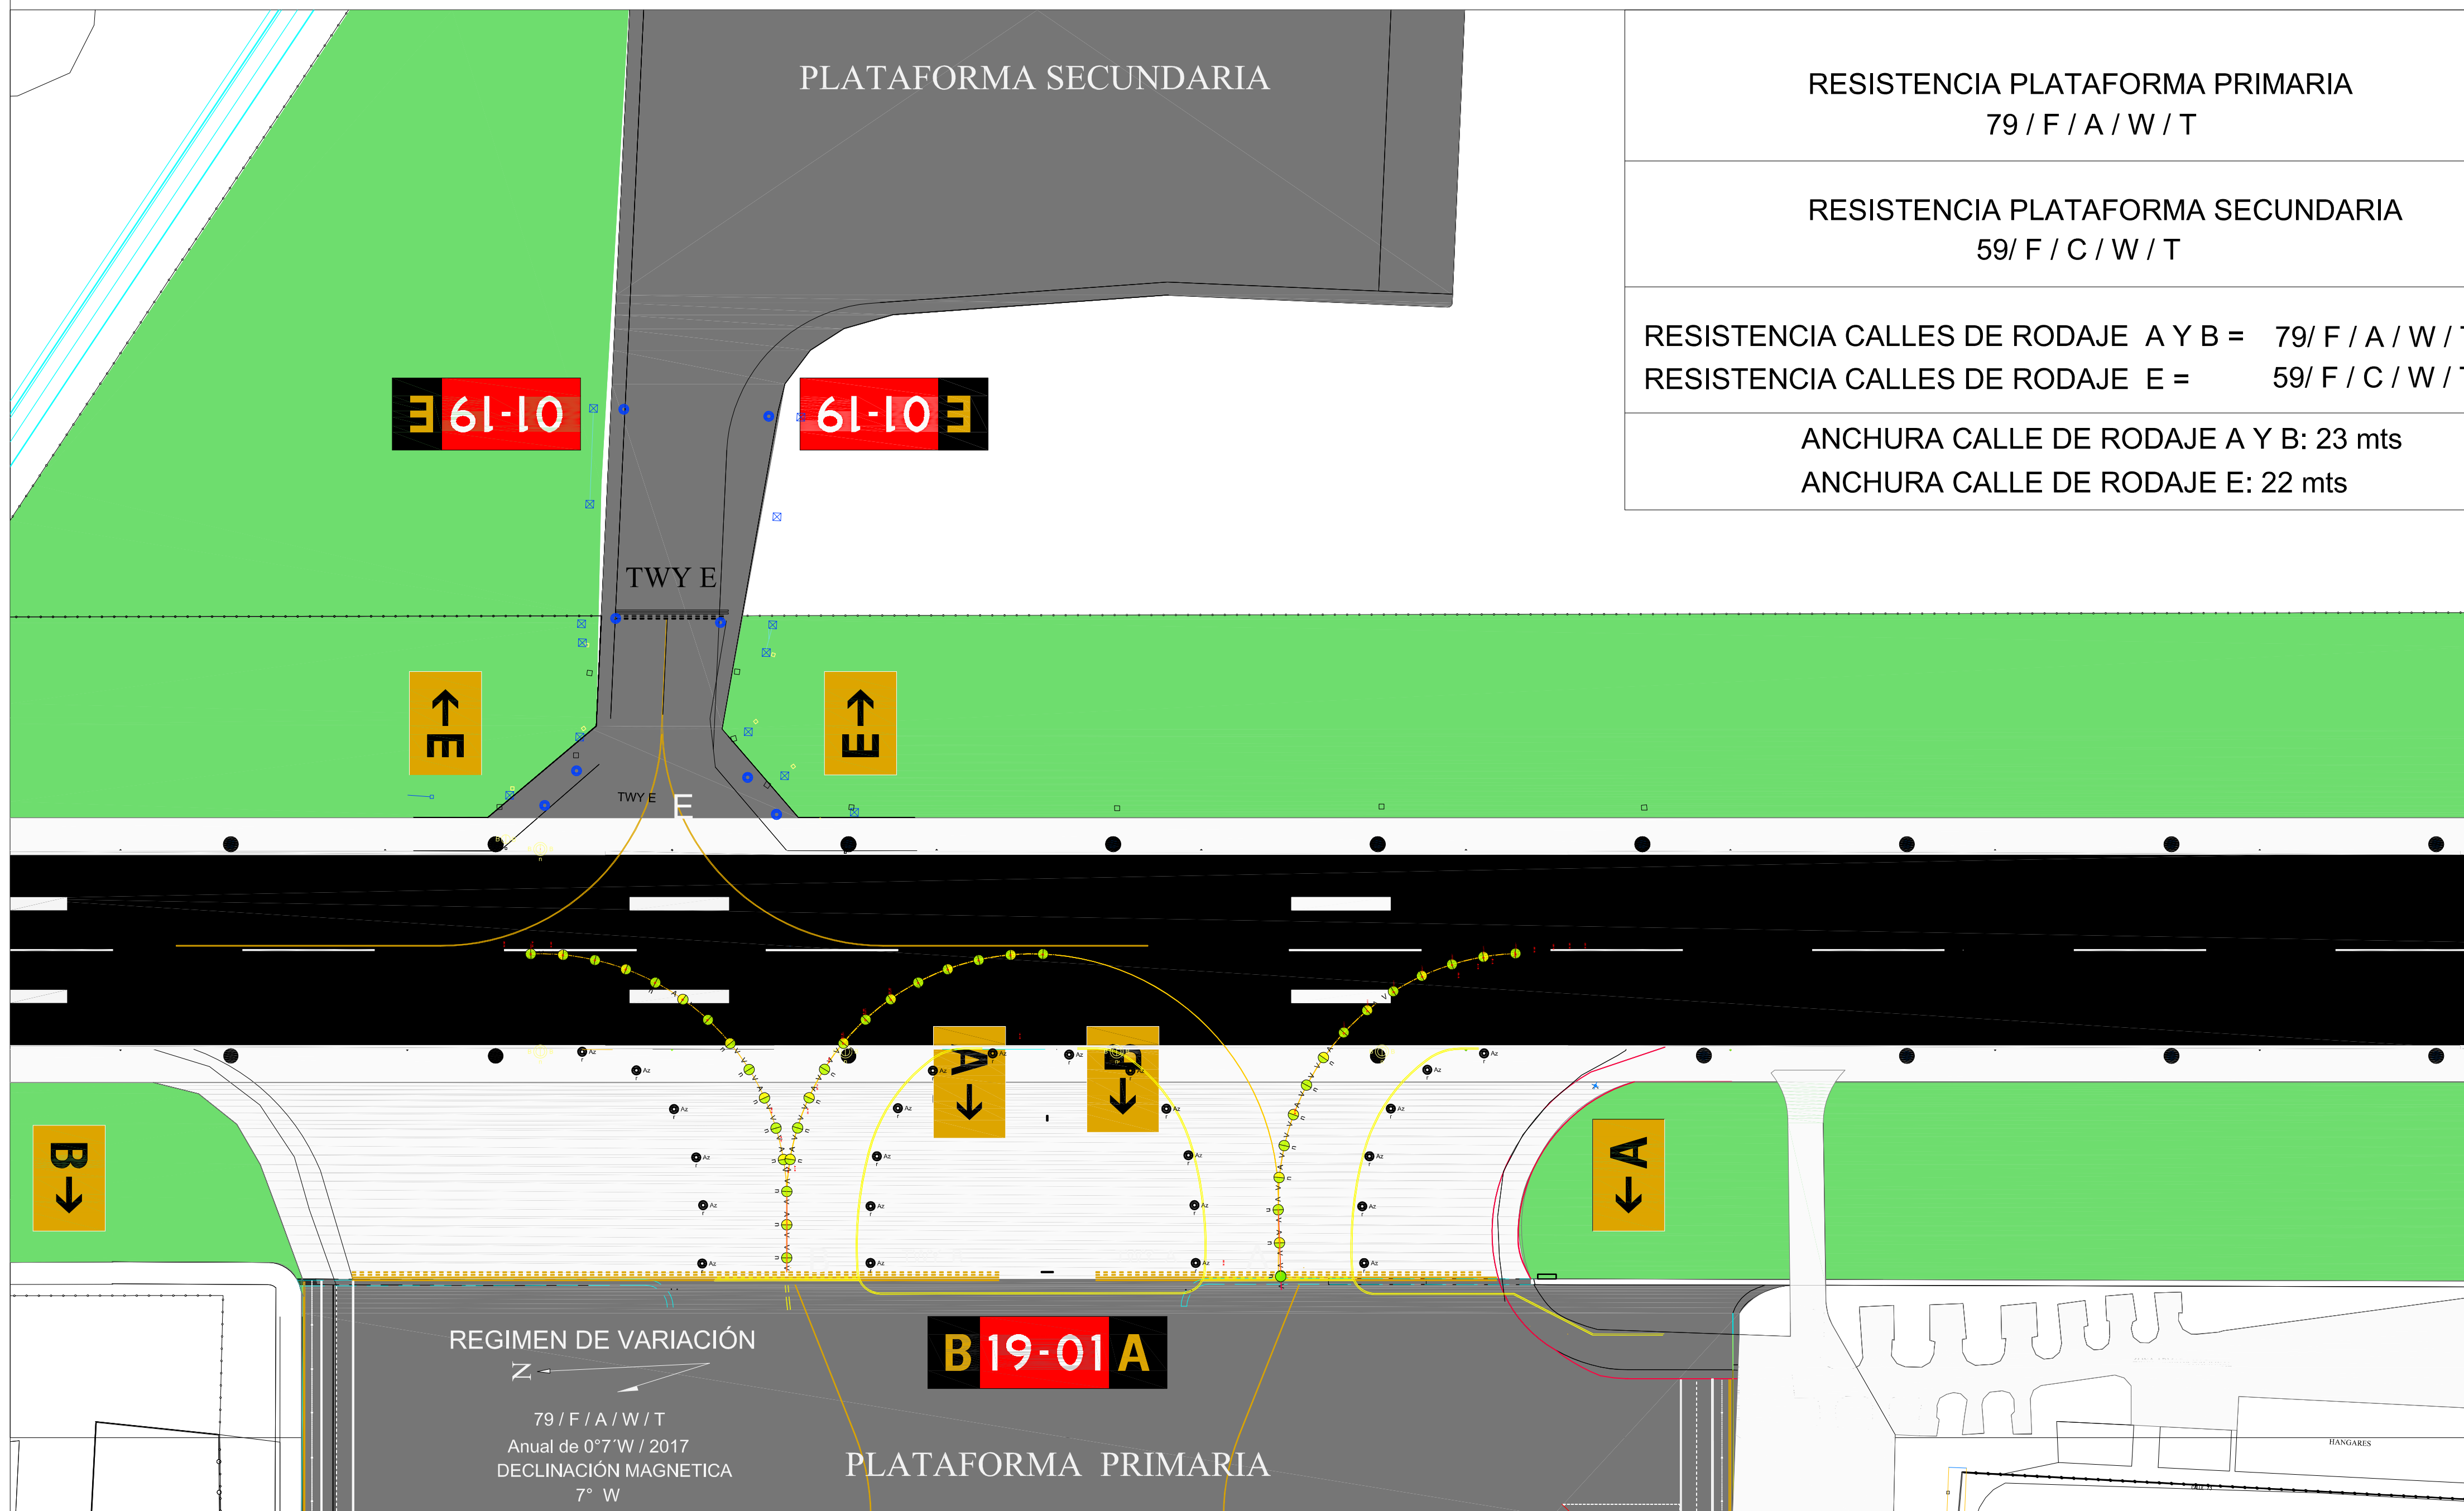 PLATAFORMA SECUNDARIA
RESISTENCIA PLATAFORMA PRIMARIA
79 / F / A / W / T
RESISTENCIA PLATAFORMA SECUNDARIA
59/ F / C / W / T
RESISTENCIA CALLES DE RODAJE A Y B = 79/ F / A / W / T
RESISTENCIA CALLES DE RODAJE E = 59/ F / C / W / T
ANCHURA CALLE DE RODAJE A Y B: 23 mts
ANCHURA CALLE DE RODAJE E: 22 mts
01-19 E
E 01-19
TWY E
↑E
↑E
TWY E
E
B→
A→
B→
←A
B 19-01 A
REGIMEN DE VARIACIÓN
N
79 / F / A / W / T
Anual de 0°7´W / 2017
DECLINACIÓN MAGNETICA
7° W
PLATAFORMA PRIMARIA
HANGARES